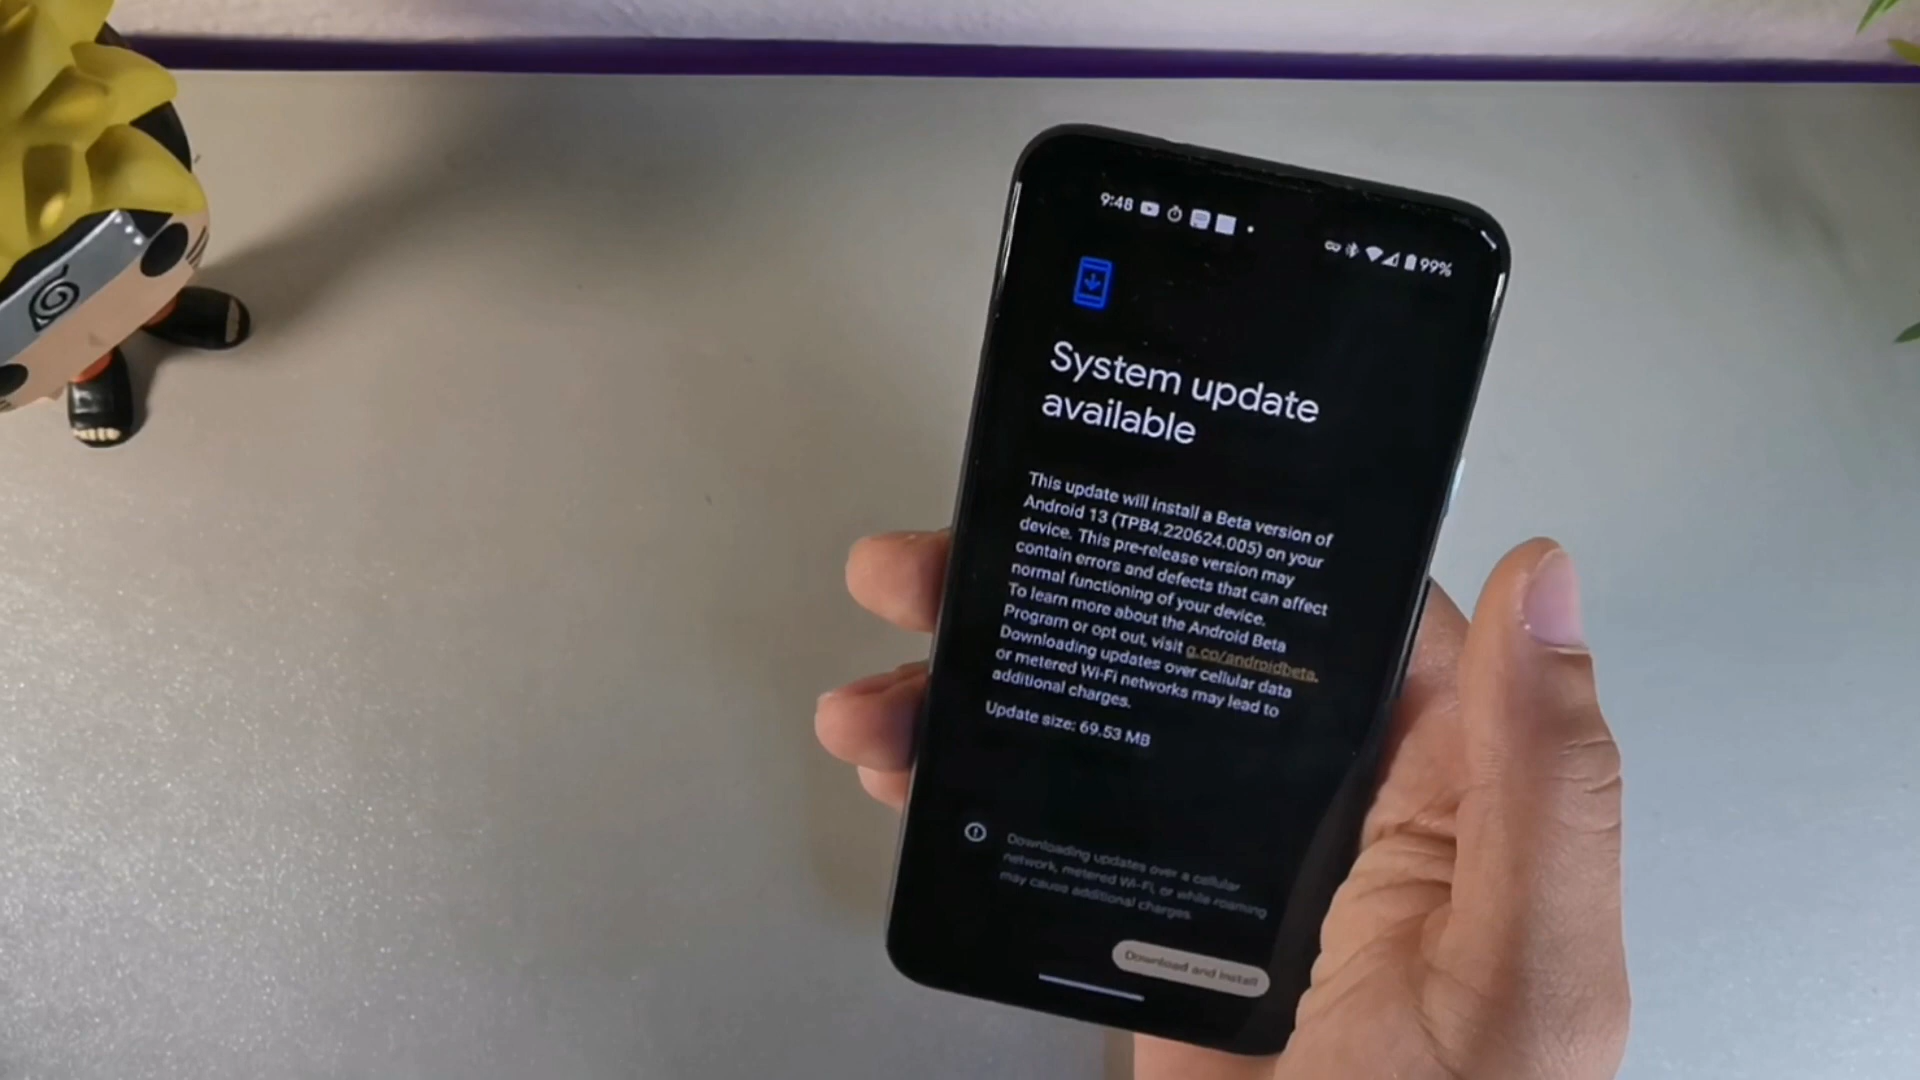 9:48
99%
System update
available
This update will install a Beta version of
Android 13 (TPB4.220624.005) on your
device. This pre-release version may
contain errors and defects that can affect
normal functioning of your device.
To learn more about the Android Beta
Program or opt out, visit g.co/androidbeta.
Downloading updates over cellular data
or metered Wi-Fi networks may lead to
additional charges.
Update size: 69.53 MB
Downloading updates over a cellular
network, metered Wi-Fi, or while roaming
may cause additional charges.
Download and install